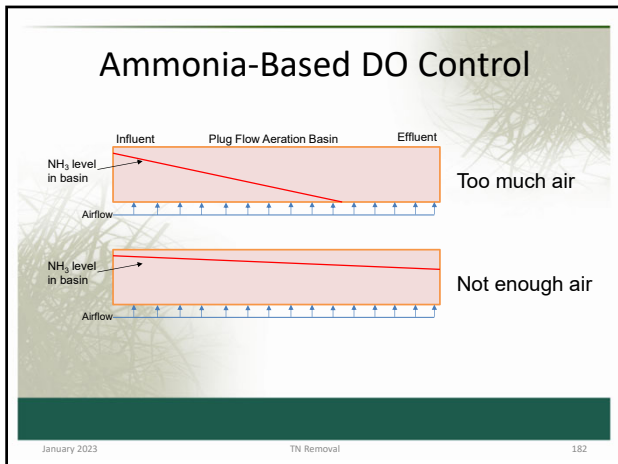 Ammonia-Based DO Control
Influent Plug Flow Aeration Basin Effluent
NH3 level
in basin
Too much air
Airflow
NH3 level
in basin
Not enough air
Airflow
January 2023 TN Removal 182